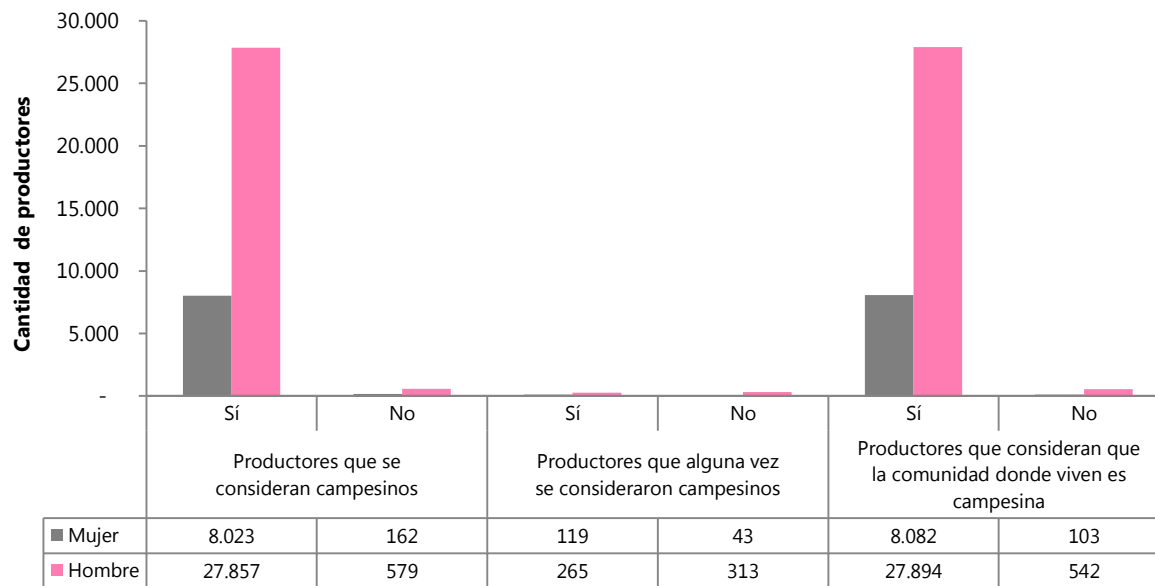 30.000
25.000
20.000
15.000
10.000
5.000
-
Cantidad de productores
Sí No Sí No Sí No
Productores que se
consideran campesinos
Productores que alguna vez
se consideraron campesinos
Productores que consideran que
la comunidad donde viven es
campesina
Mujer 8.023 162 119 43 8.082 103
Hombre 27.857 579 265 313 27.894 542